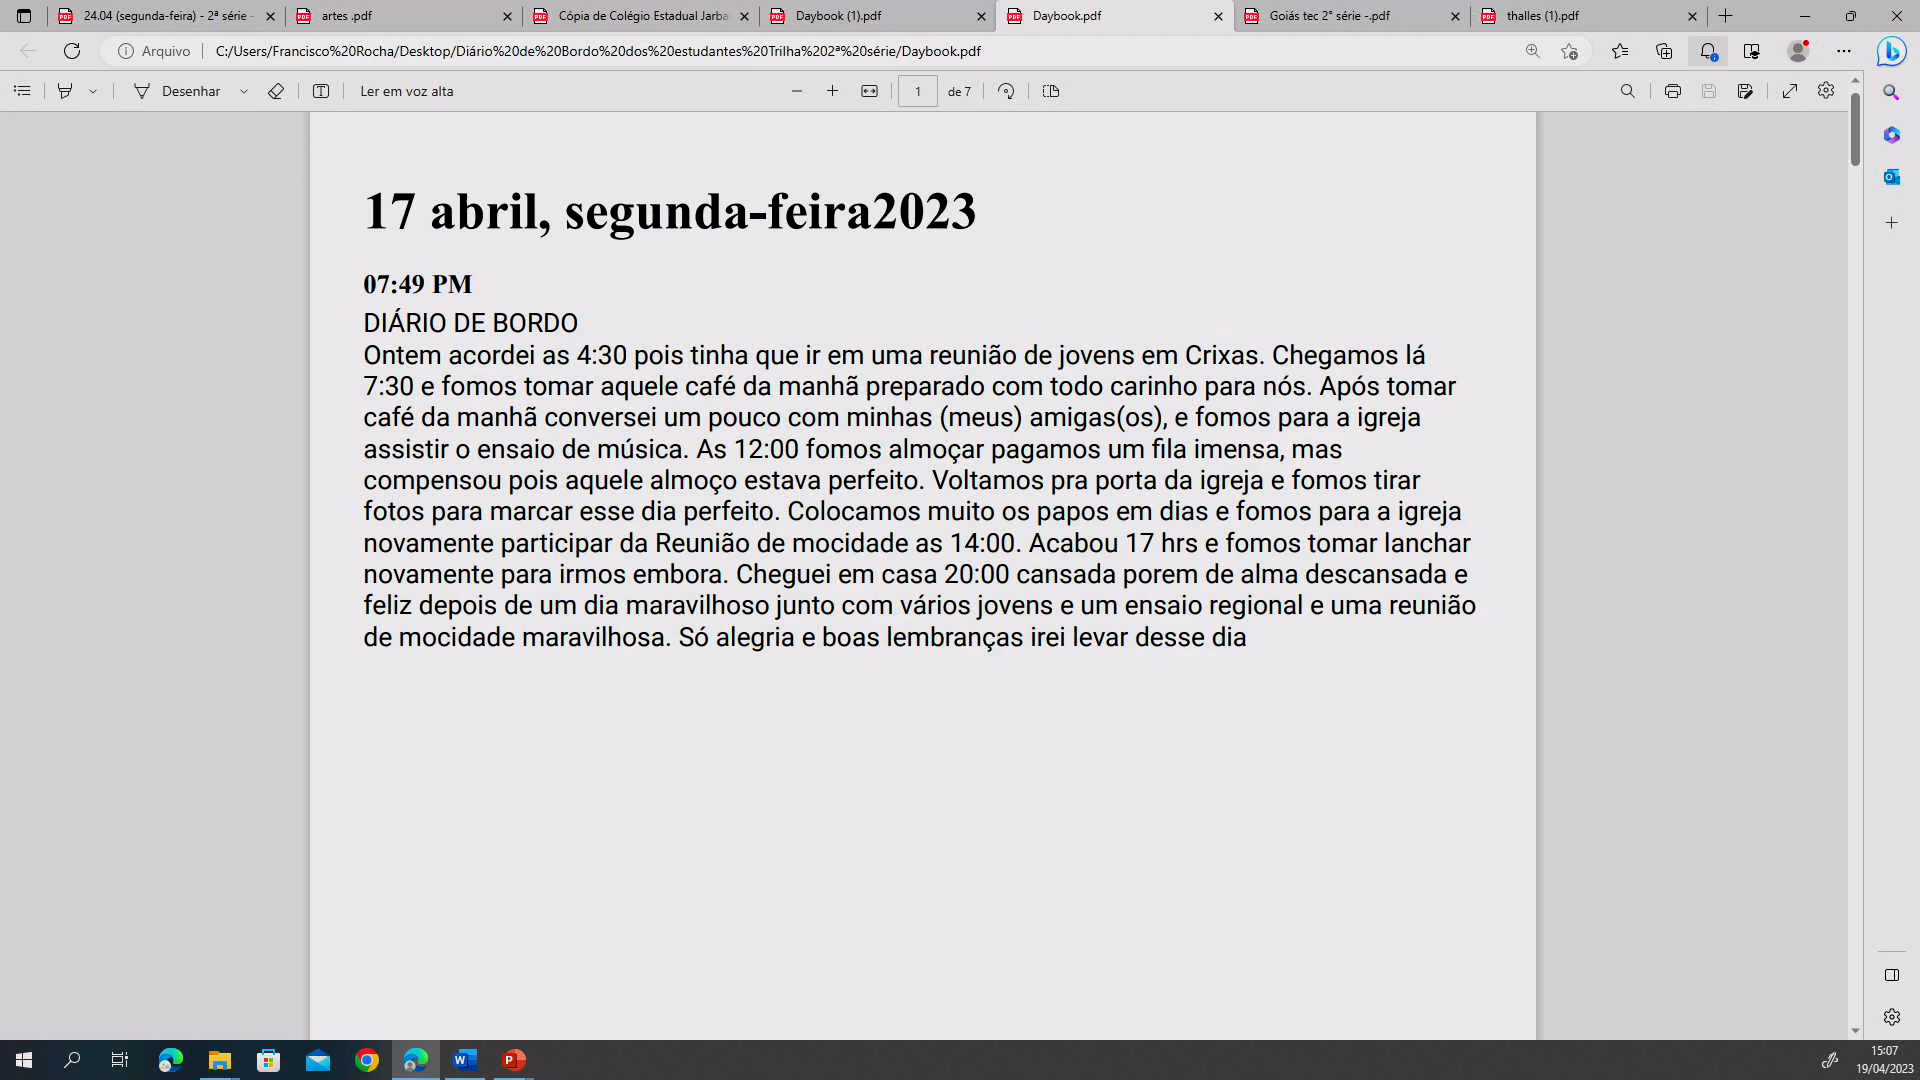 24.04 (segunda-feira) - 2ª série -
artes .pdf
Cópia de Colégio Estadual Jarba
Daybook (1).pdf
Daybook.pdf
Goiás tec 2° série -.pdf
thalles (1).pdf
Arquivo
C:/Users/Francisco%20Rocha/Desktop/Diário%20de%20Bordo%20dos%20estudantes%20Trilha%202ª%20série/Daybook.pdf
Desenhar
Ler em voz alta
1
de 7
17 abril, segunda-feira2023
07:49 PM
DIÁRIO DE BORDO
Ontem acordei as 4:30 pois tinha que ir em uma reunião de jovens em Crixas. Chegamos lá
7:30 e fomos tomar aquele café da manhã preparado com todo carinho para nós. Após tomar
café da manhã conversei um pouco com minhas (meus) amigas(os), e fomos para a igreja
assistir o ensaio de música. As 12:00 fomos almoçar pagamos um fila imensa, mas
compensou pois aquele almoço estava perfeito. Voltamos pra porta da igreja e fomos tirar
fotos para marcar esse dia perfeito. Colocamos muito os papos em dias e fomos para a igreja
novamente participar da Reunião de mocidade as 14:00. Acabou 17 hrs e fomos tomar lanchar
novamente para irmos embora. Cheguei em casa 20:00 cansada porem de alma descansada e
feliz depois de um dia maravilhoso junto com vários jovens e um ensaio regional e uma reunião
de mocidade maravilhosa. Só alegria e boas lembranças irei levar desse dia
15:07
19/04/2023